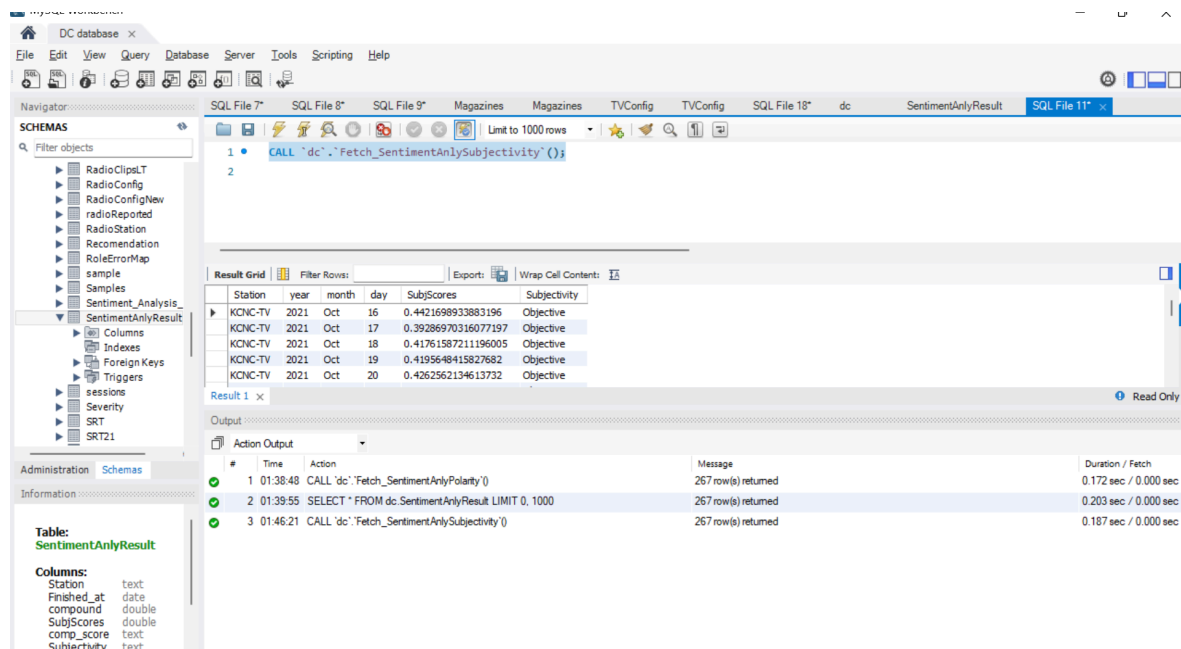 MySQL Workbench
DC database
File Edit View Query Database Server Tools Scripting Help
Navigator
SCHEMAS
Filter objects
RadioClipsLT
RadioConfig
RadioConfigNew
radioReported
RadioStation
Recomendation
RoleErrorMap
sample
Samples
Sentiment_Analysis_
SentimentAnlyResult
Columns
Indexes
Foreign Keys
Triggers
sessions
Severity
SRT
SRT21
Administration Schemas
Information
Table:
SentimentAnlyResult
Columns:
Station text
Finished_at date
compound double
SubjScores double
comp_score text
Subjectivity text
SQL File 7* SQL File 8* SQL File 9* Magazines Magazines TVConfig TVConfig SQL File 18* dc SentimentAnlyResult SQL File 11*
Limit to 1000 rows
1 CALL `dc`.`Fetch_SentimentAnlySubjectivity`();
2
Result Grid Filter Rows: Export: Wrap Cell Content:
Station year month day SubjScores Subjectivity
KCNC-TV 2021 Oct 16 0.4421698933883196 Objective
KCNC-TV 2021 Oct 17 0.39286970316077197 Objective
KCNC-TV 2021 Oct 18 0.41761587211196005 Objective
KCNC-TV 2021 Oct 19 0.4195648415827682 Objective
KCNC-TV 2021 Oct 20 0.4262562134613732 Objective
Result 1 Read Only
Output
Action Output
# Time Action Message Duration / Fetch
1 01:38:48 CALL `dc`.`Fetch_SentimentAnlyPolarity`() 267 row(s) returned 0.172 sec / 0.000 sec
2 01:39:55 SELECT * FROM dc.SentimentAnlyResult LIMIT 0, 1000 267 row(s) returned 0.203 sec / 0.000 sec
3 01:46:21 CALL `dc`.`Fetch_SentimentAnlySubjectivity`() 267 row(s) returned 0.187 sec / 0.000 sec